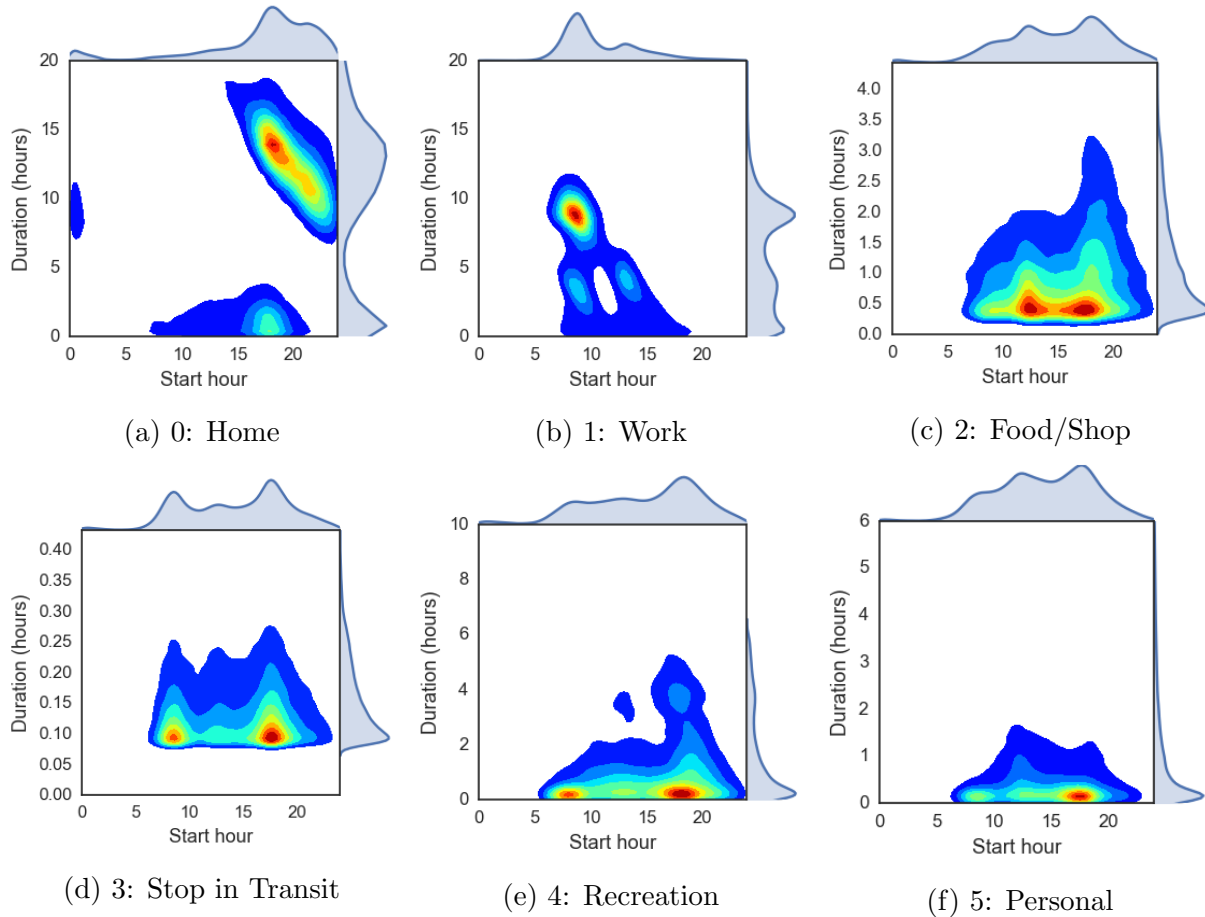 20
15
10
5
0
Duration (hours)
0 5 10 15 20
Start hour
(a) 0: Home
20
15
10
5
0
Duration (hours)
0 5 10 15 20
Start hour
(b) 1: Work
4.0
3.5
3.0
2.5
2.0
1.5
1.0
0.5
0.0
Duration (hours)
0 5 10 15 20
Start hour
(c) 2: Food/Shop
0.40
0.35
0.30
0.25
0.20
0.15
0.10
0.05
0.00
Duration (hours)
0 5 10 15 20
Start hour
(d) 3: Stop in Transit
10
8
6
4
2
0
Duration (hours)
0 5 10 15 20
Start hour
(e) 4: Recreation
6
5
4
3
2
1
0
Duration (hours)
0 5 10 15 20
Start hour
(f) 5: Personal